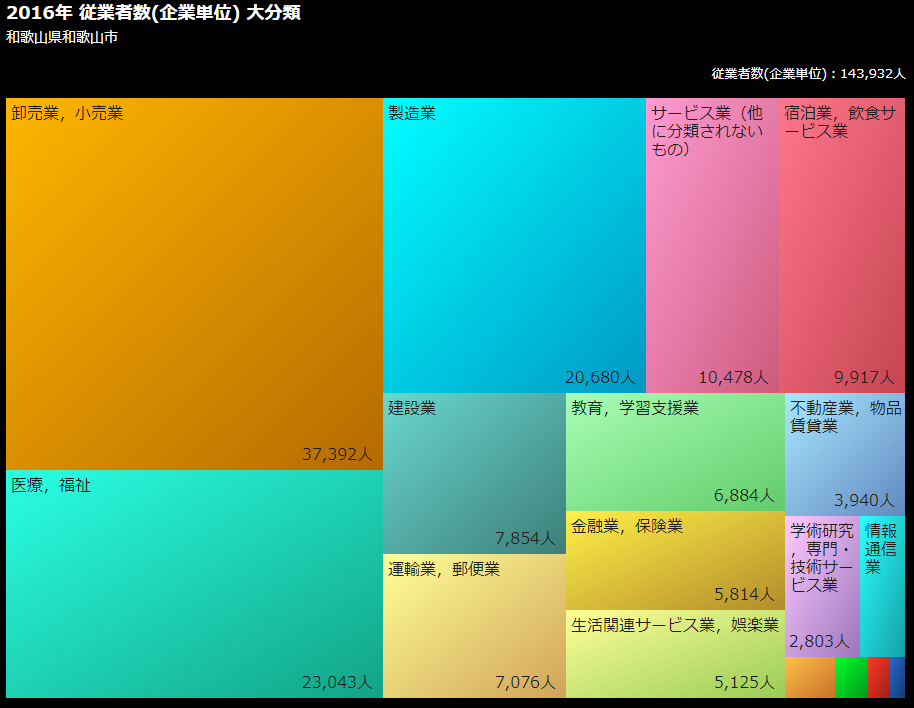 2016年 従業者数(企業単位) 大分類
和歌山県和歌山市
従業者数(企業単位) : 143,932人
卸売業，小売業
37,392人
医療，福祉
23,043人
製造業
20,680人
サービス業（他
に分類されない
もの）
10,478人
宿泊業，飲食サ
ービス業
9,917人
建設業
7,854人
運輸業，郵便業
7,076人
教育，学習支援業
6,884人
金融業，保険業
5,814人
生活関連サービス業，娯楽業
5,125人
不動産業，物品
賃貸業
3,940人
学術研究
，専門・
技術サー
ビス業
2,803人
情報
通信
業